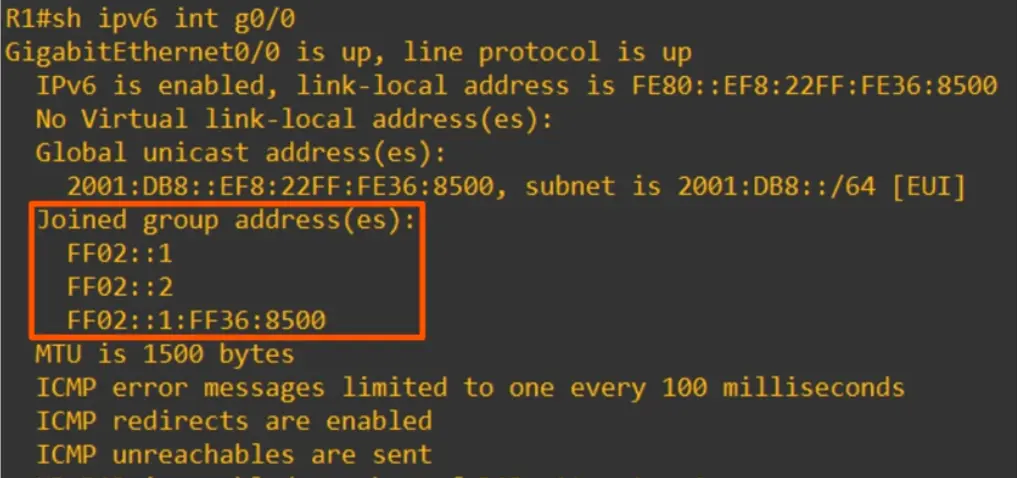 R1#sh ipv6 int g0/0
GigabitEthernet0/0 is up, line protocol is up
IPv6 is enabled, link-local address is FE80::EF8:22FF:FE36:8500
No Virtual link-local address(es):
Global unicast address(es):
2001:DB8::EF8:22FF:FE36:8500, subnet is 2001:DB8::/64 [EUI]
Joined group address(es):
FF02::1
FF02::2
FF02::1:FF36:8500
MTU is 1500 bytes
ICMP error messages limited to one every 100 milliseconds
ICMP redirects are enabled
ICMP unreachables are sent